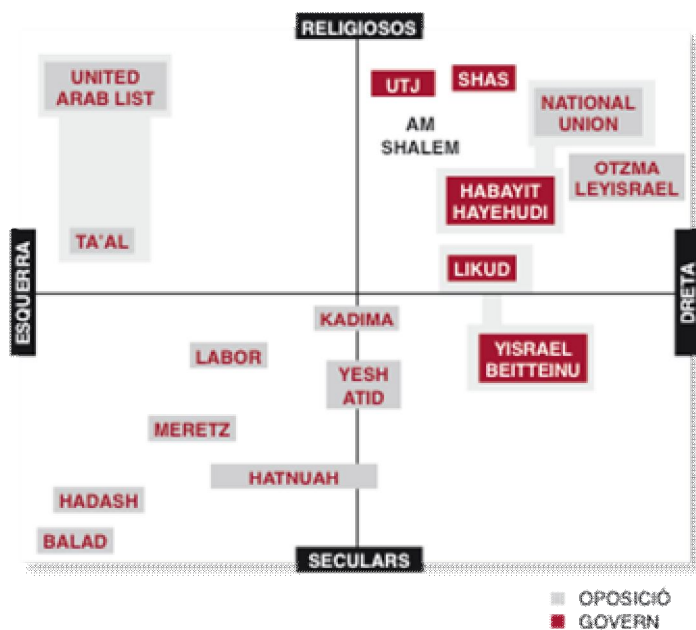 RELIGIOSOS
UNITED
ARAB LIST
UTJ
SHAS
AM
SHALEM
NATIONAL
UNION
OTZMA
LEYISRAEL
HABAYIT
HAYEHUDI
TA'AL
LIKUD
ESQUERRA
DRETA
KADIMA
LABOR
YESH
ATID
YISRAEL
BEITTEINU
MERETZ
HATNUAH
HADASH
BALAD
SECULARS
OPOSICIÓ
GOVERN